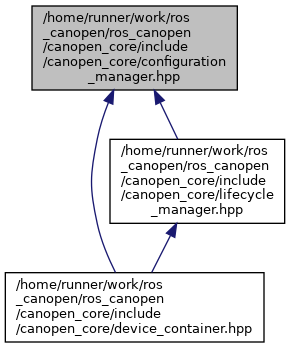 /home/runner/work/ros
_canopen/ros_canopen
/canopen_core/include
/canopen_core/configuration
_manager.hpp
/home/runner/work/ros
_canopen/ros_canopen
/canopen_core/include
/canopen_core/lifecycle
_manager.hpp
/home/runner/work/ros
_canopen/ros_canopen
/canopen_core/include
/canopen_core/device_container.hpp